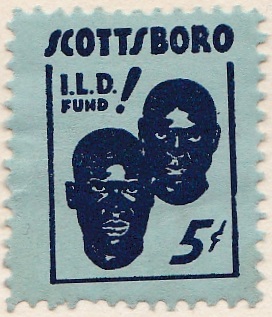 SCOTTSBORO
I.L.D. !
FUND
5¢